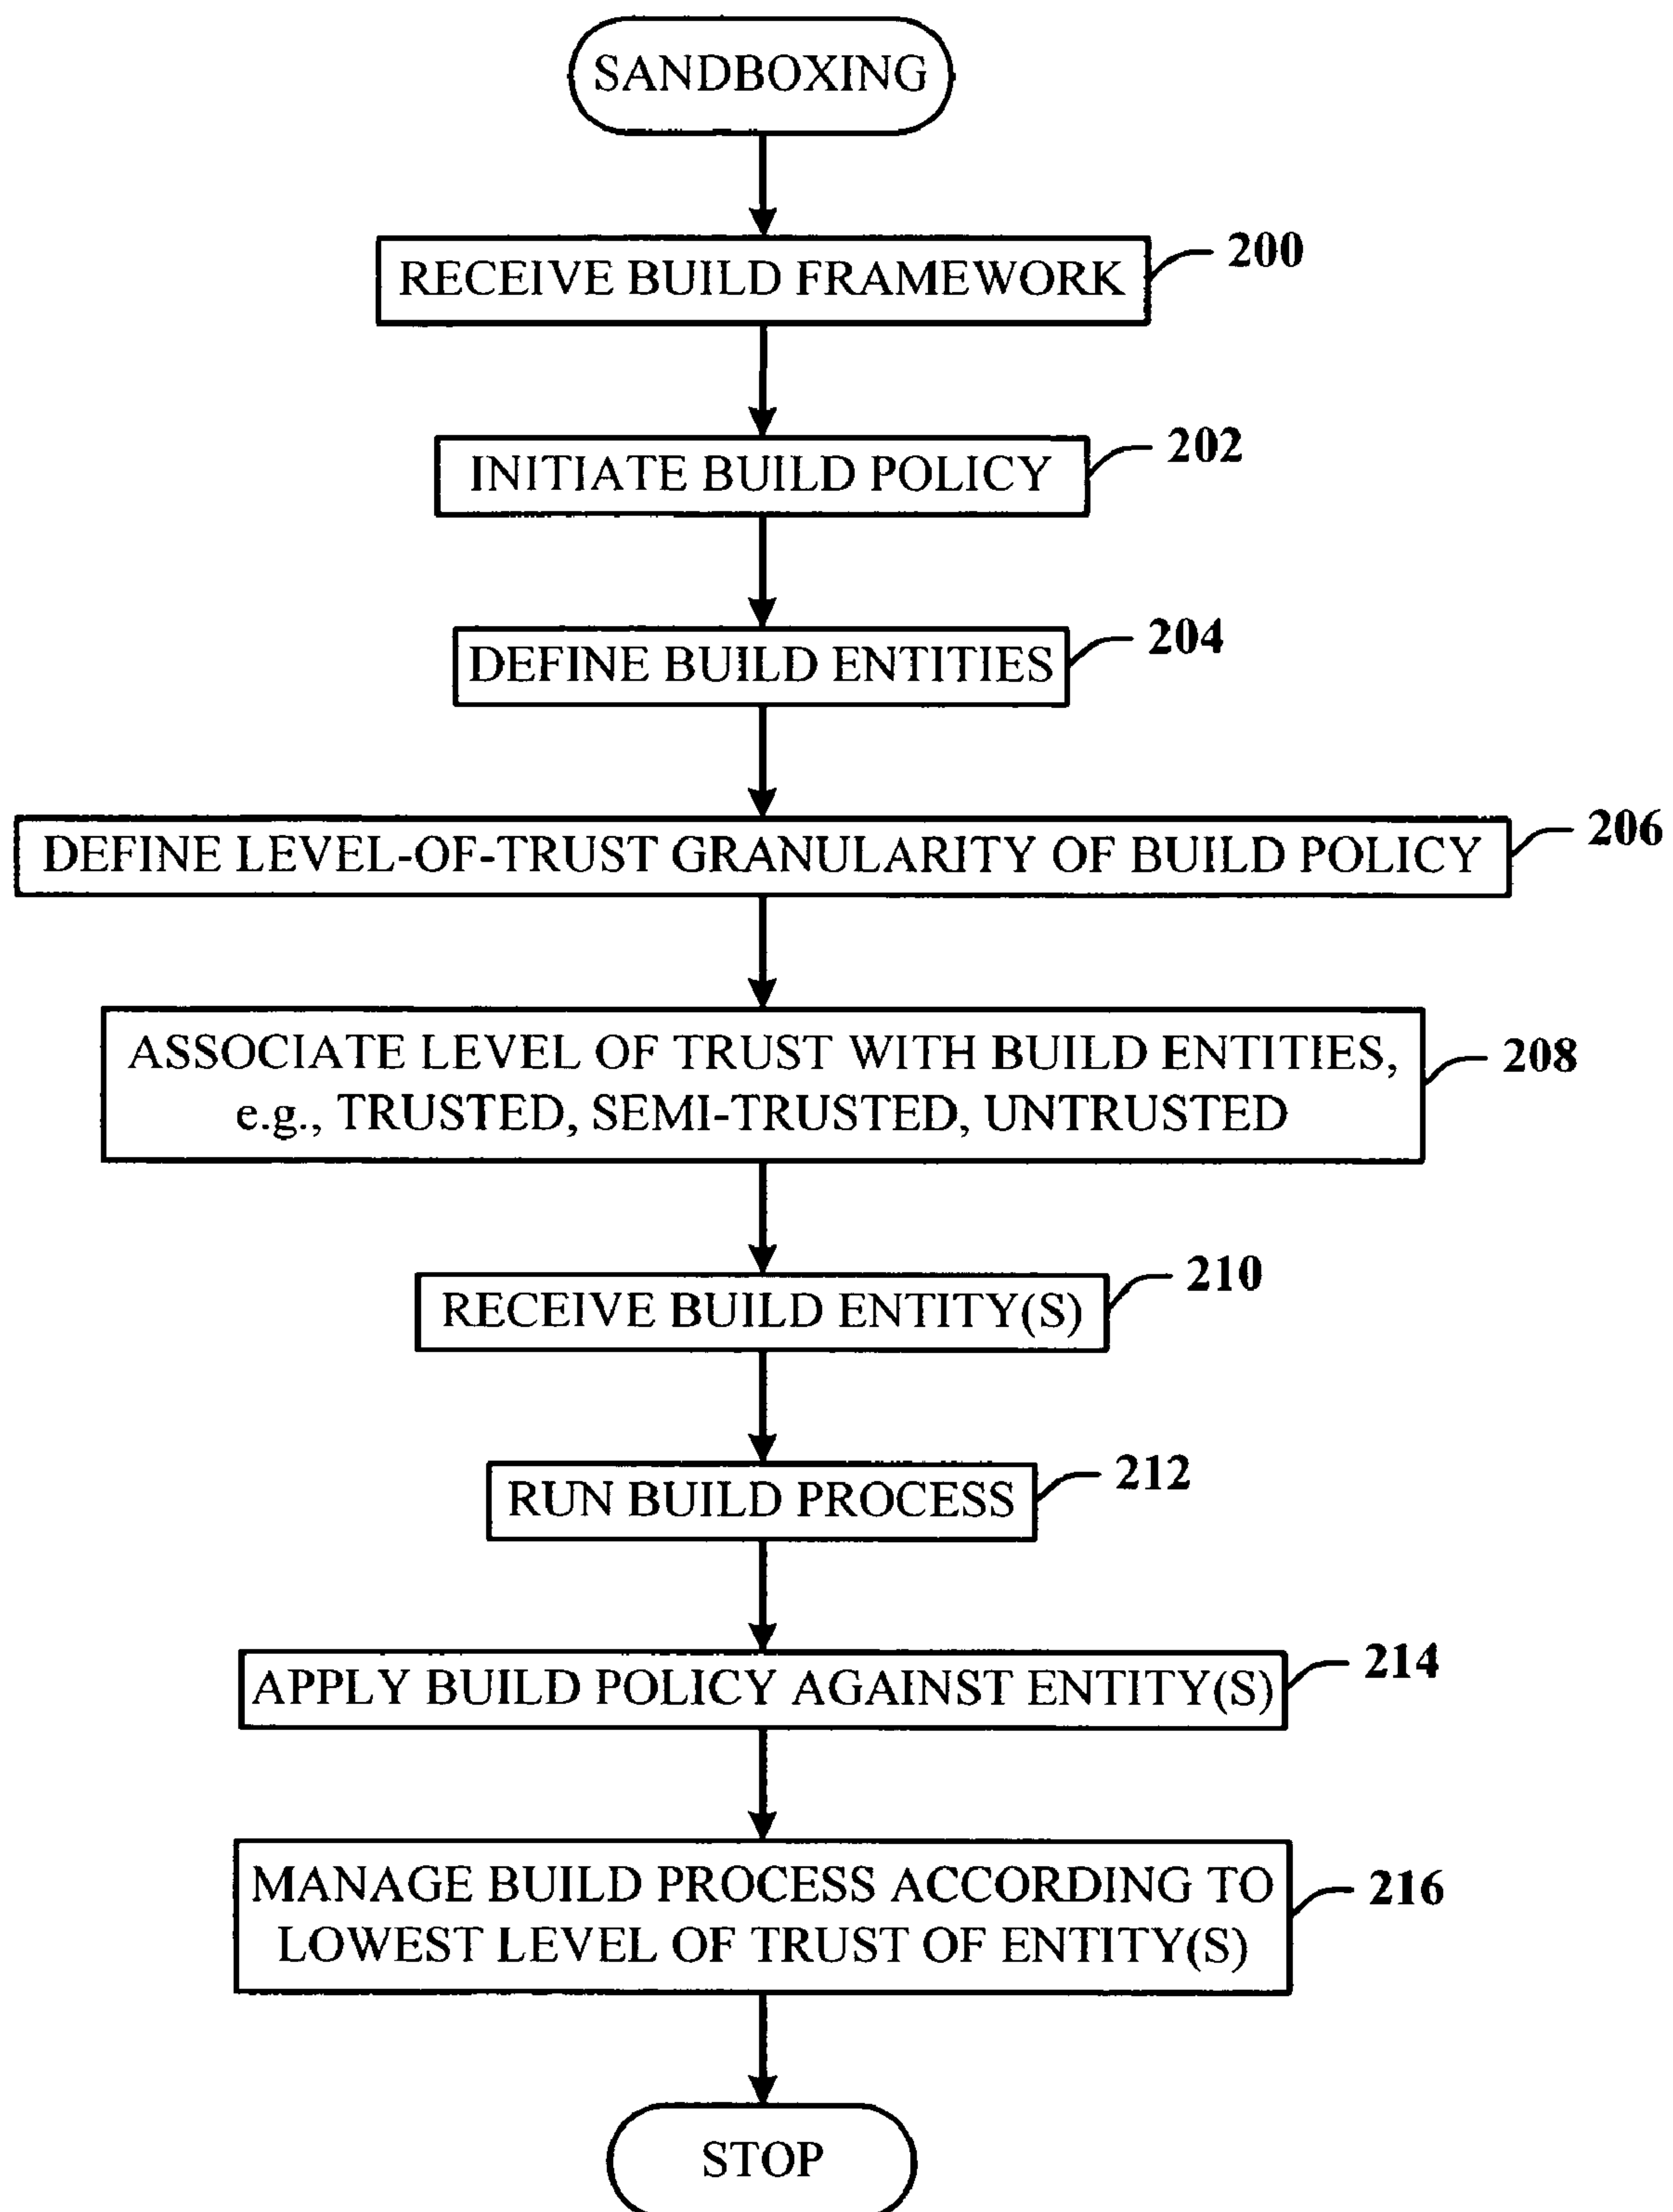 SANDBOXING
RECEIVE BUILD FRAMEWORK
200
INITIATE BUILD POLICY
202
DEFINE BUILD ENTITIES
204
DEFINE LEVEL-OF-TRUST GRANULARITY OF BUILD POLICY
206
ASSOCIATE LEVEL OF TRUST WITH BUILD ENTITIES,
e.g., TRUSTED, SEMI-TRUSTED, UNTRUSTED
208
RECEIVE BUILD ENTITY(S)
210
RUN BUILD PROCESS
212
APPLY BUILD POLICY AGAINST ENTITY(S)
214
MANAGE BUILD PROCESS ACCORDING TO
LOWEST LEVEL OF TRUST OF ENTITY(S)
216
STOP